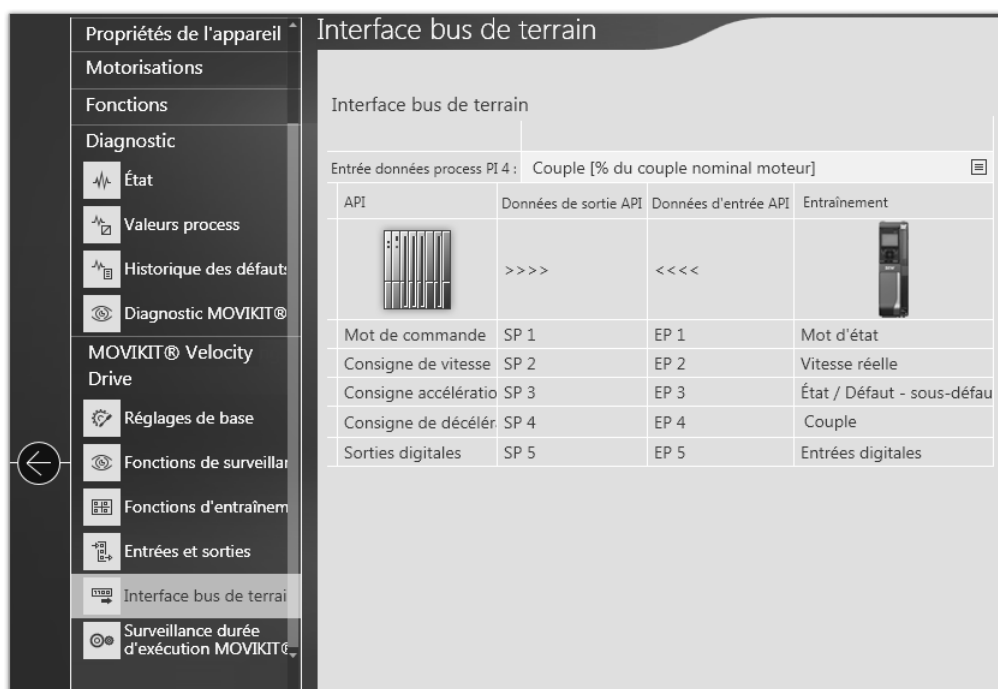 Propriétés de l'appareil
Motorisations
Fonctions
Diagnostic
État
Valeurs process
Historique des défauts
Diagnostic MOVIKIT®
MOVIKIT® Velocity
Drive
Réglages de base
Fonctions de surveillan
Fonctions d'entraînem
Entrées et sorties
Interface bus de terrai
Surveillance durée
d'exécution MOVIKIT®
Interface bus de terrain
Interface bus de terrain
Entrée données process PI 4 : Couple [% du couple nominal moteur]
API Données de sortie API Données d'entrée API Entraînement
>>>> <<<<
Mot de commande SP 1 EP 1 Mot d'état
Consigne de vitesse SP 2 EP 2 Vitesse réelle
Consigne accélératio SP 3 EP 3 État / Défaut - sous-défau
Consigne de décélér SP 4 EP 4 Couple
Sorties digitales SP 5 EP 5 Entrées digitales